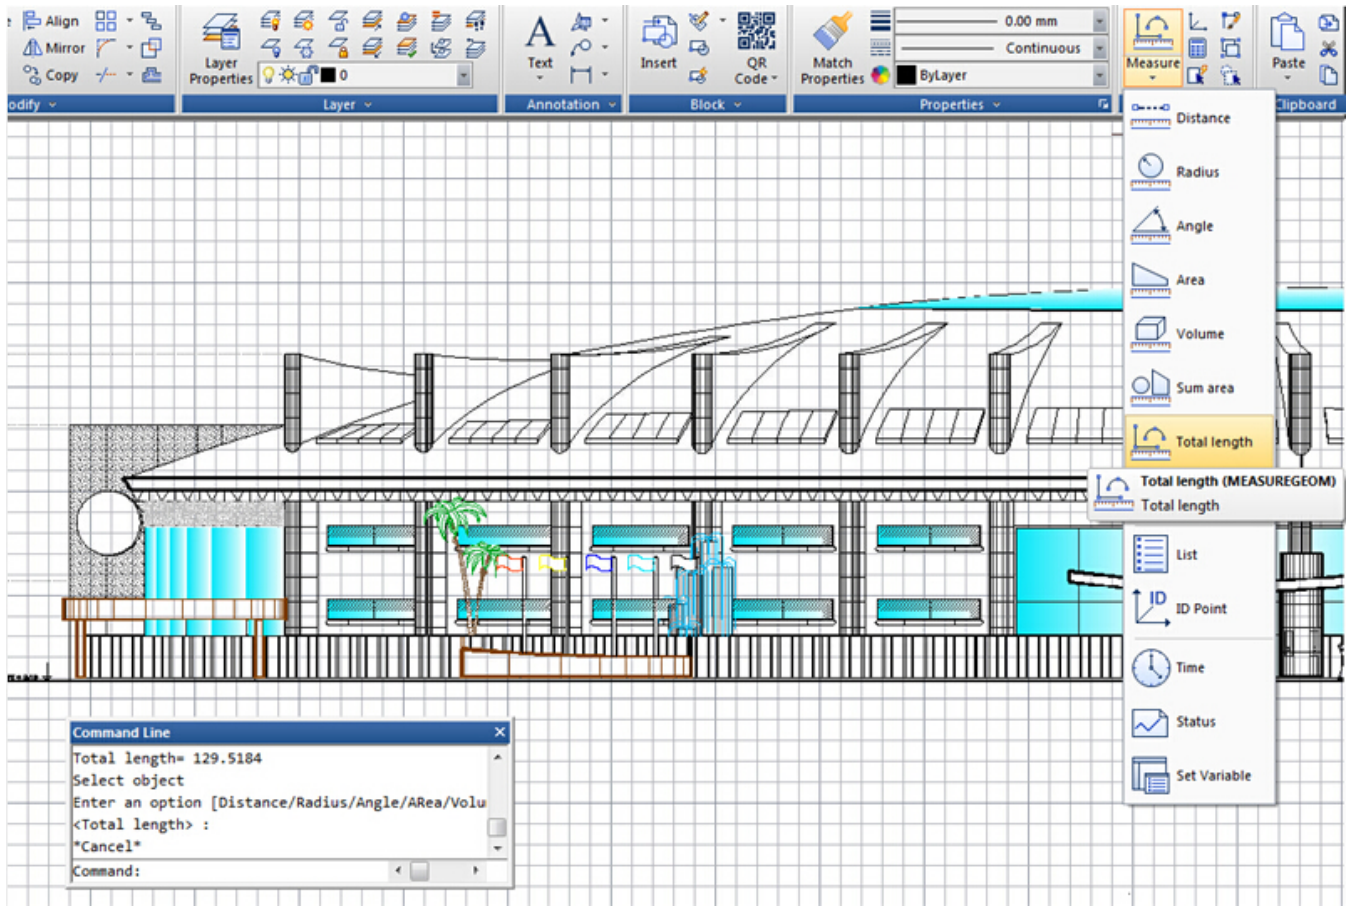 Align
Mirror
Copy
odify
Layer
Properties
0
Layer
Text
Annotation
Insert
QR
Code
Block
Match
Properties
0.00 mm
Continuous
ByLayer
Properties
Measure
Paste
Clipboard
Distance
Radius
Angle
Area
Volume
Sum area
Total length
Total length (MEASUREGEOM)
Total length
List
ID
ID Point
Time
Status
Set Variable
Command Line
Total length= 129.5184
Select object
Enter an option [Distance/Radius/Angle/ARea/Volu
<Total length> :
*Cancel*
Command: